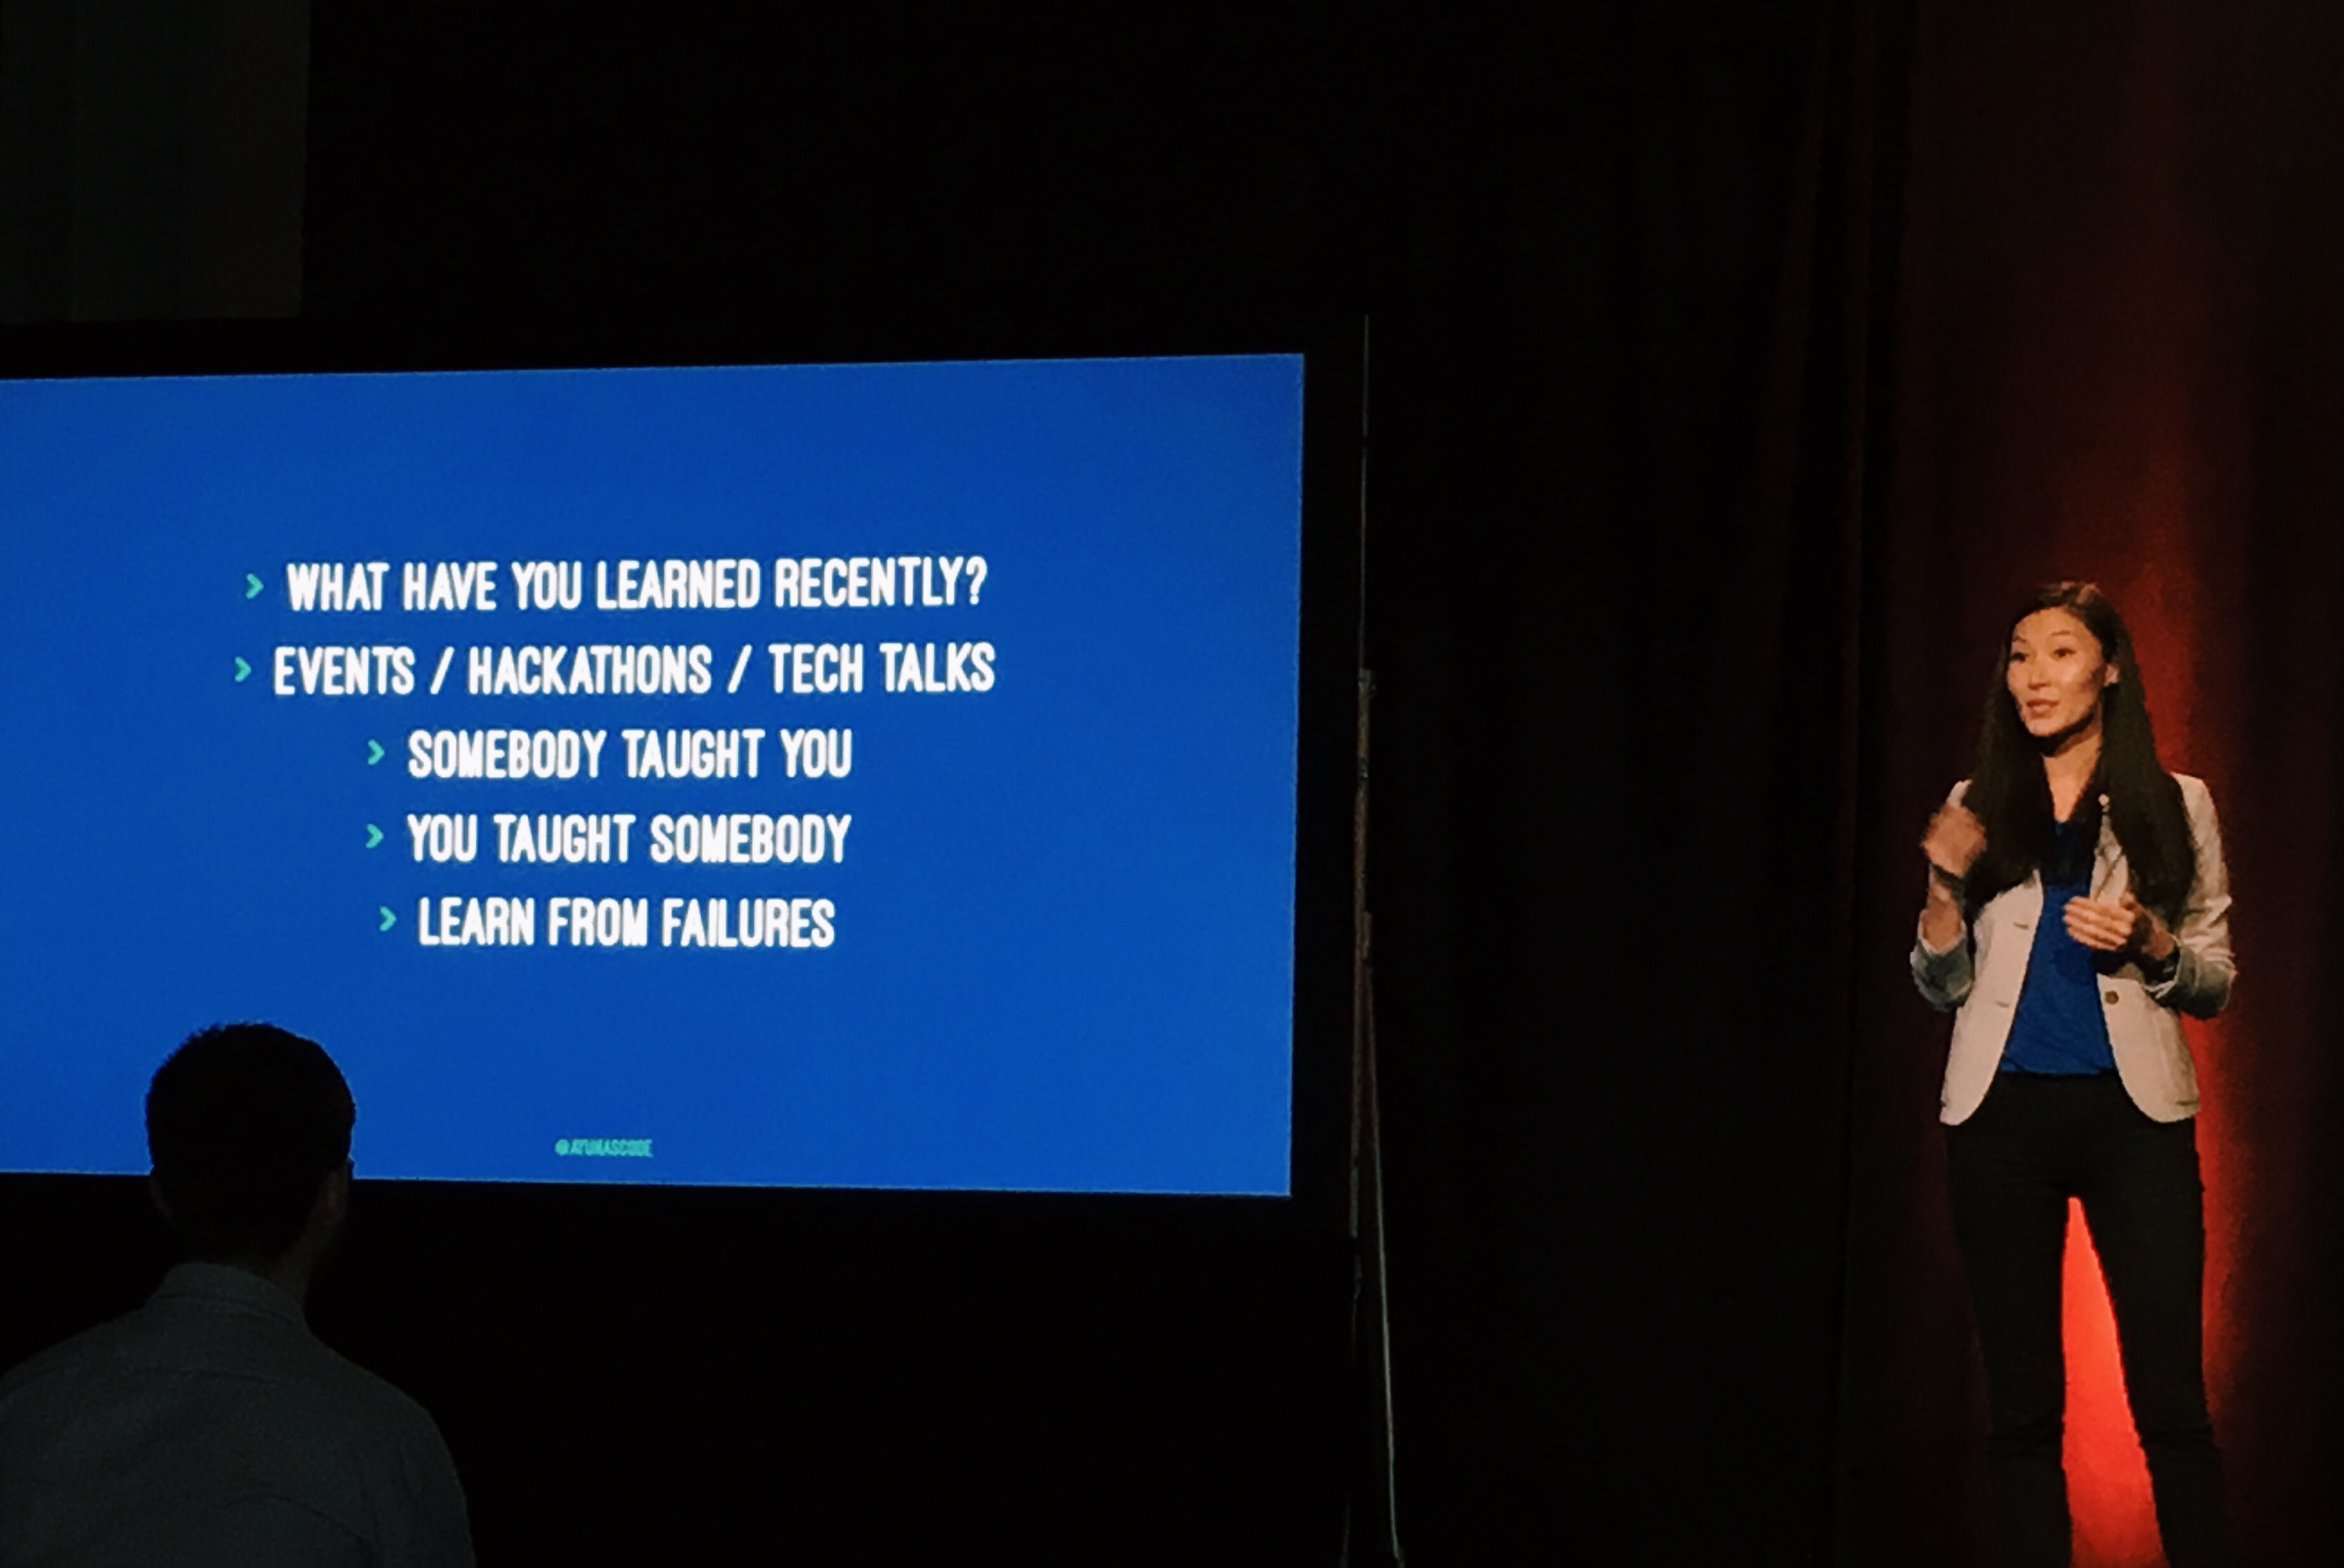 > WHAT HAVE YOU LEARNED RECENTLY?
> EVENTS / HACKATHONS / TECH TALKS
> SOMEBODY TAUGHT YOU
> YOU TAUGHT SOMEBODY
> LEARN FROM FAILURES
@AYUNASCODE